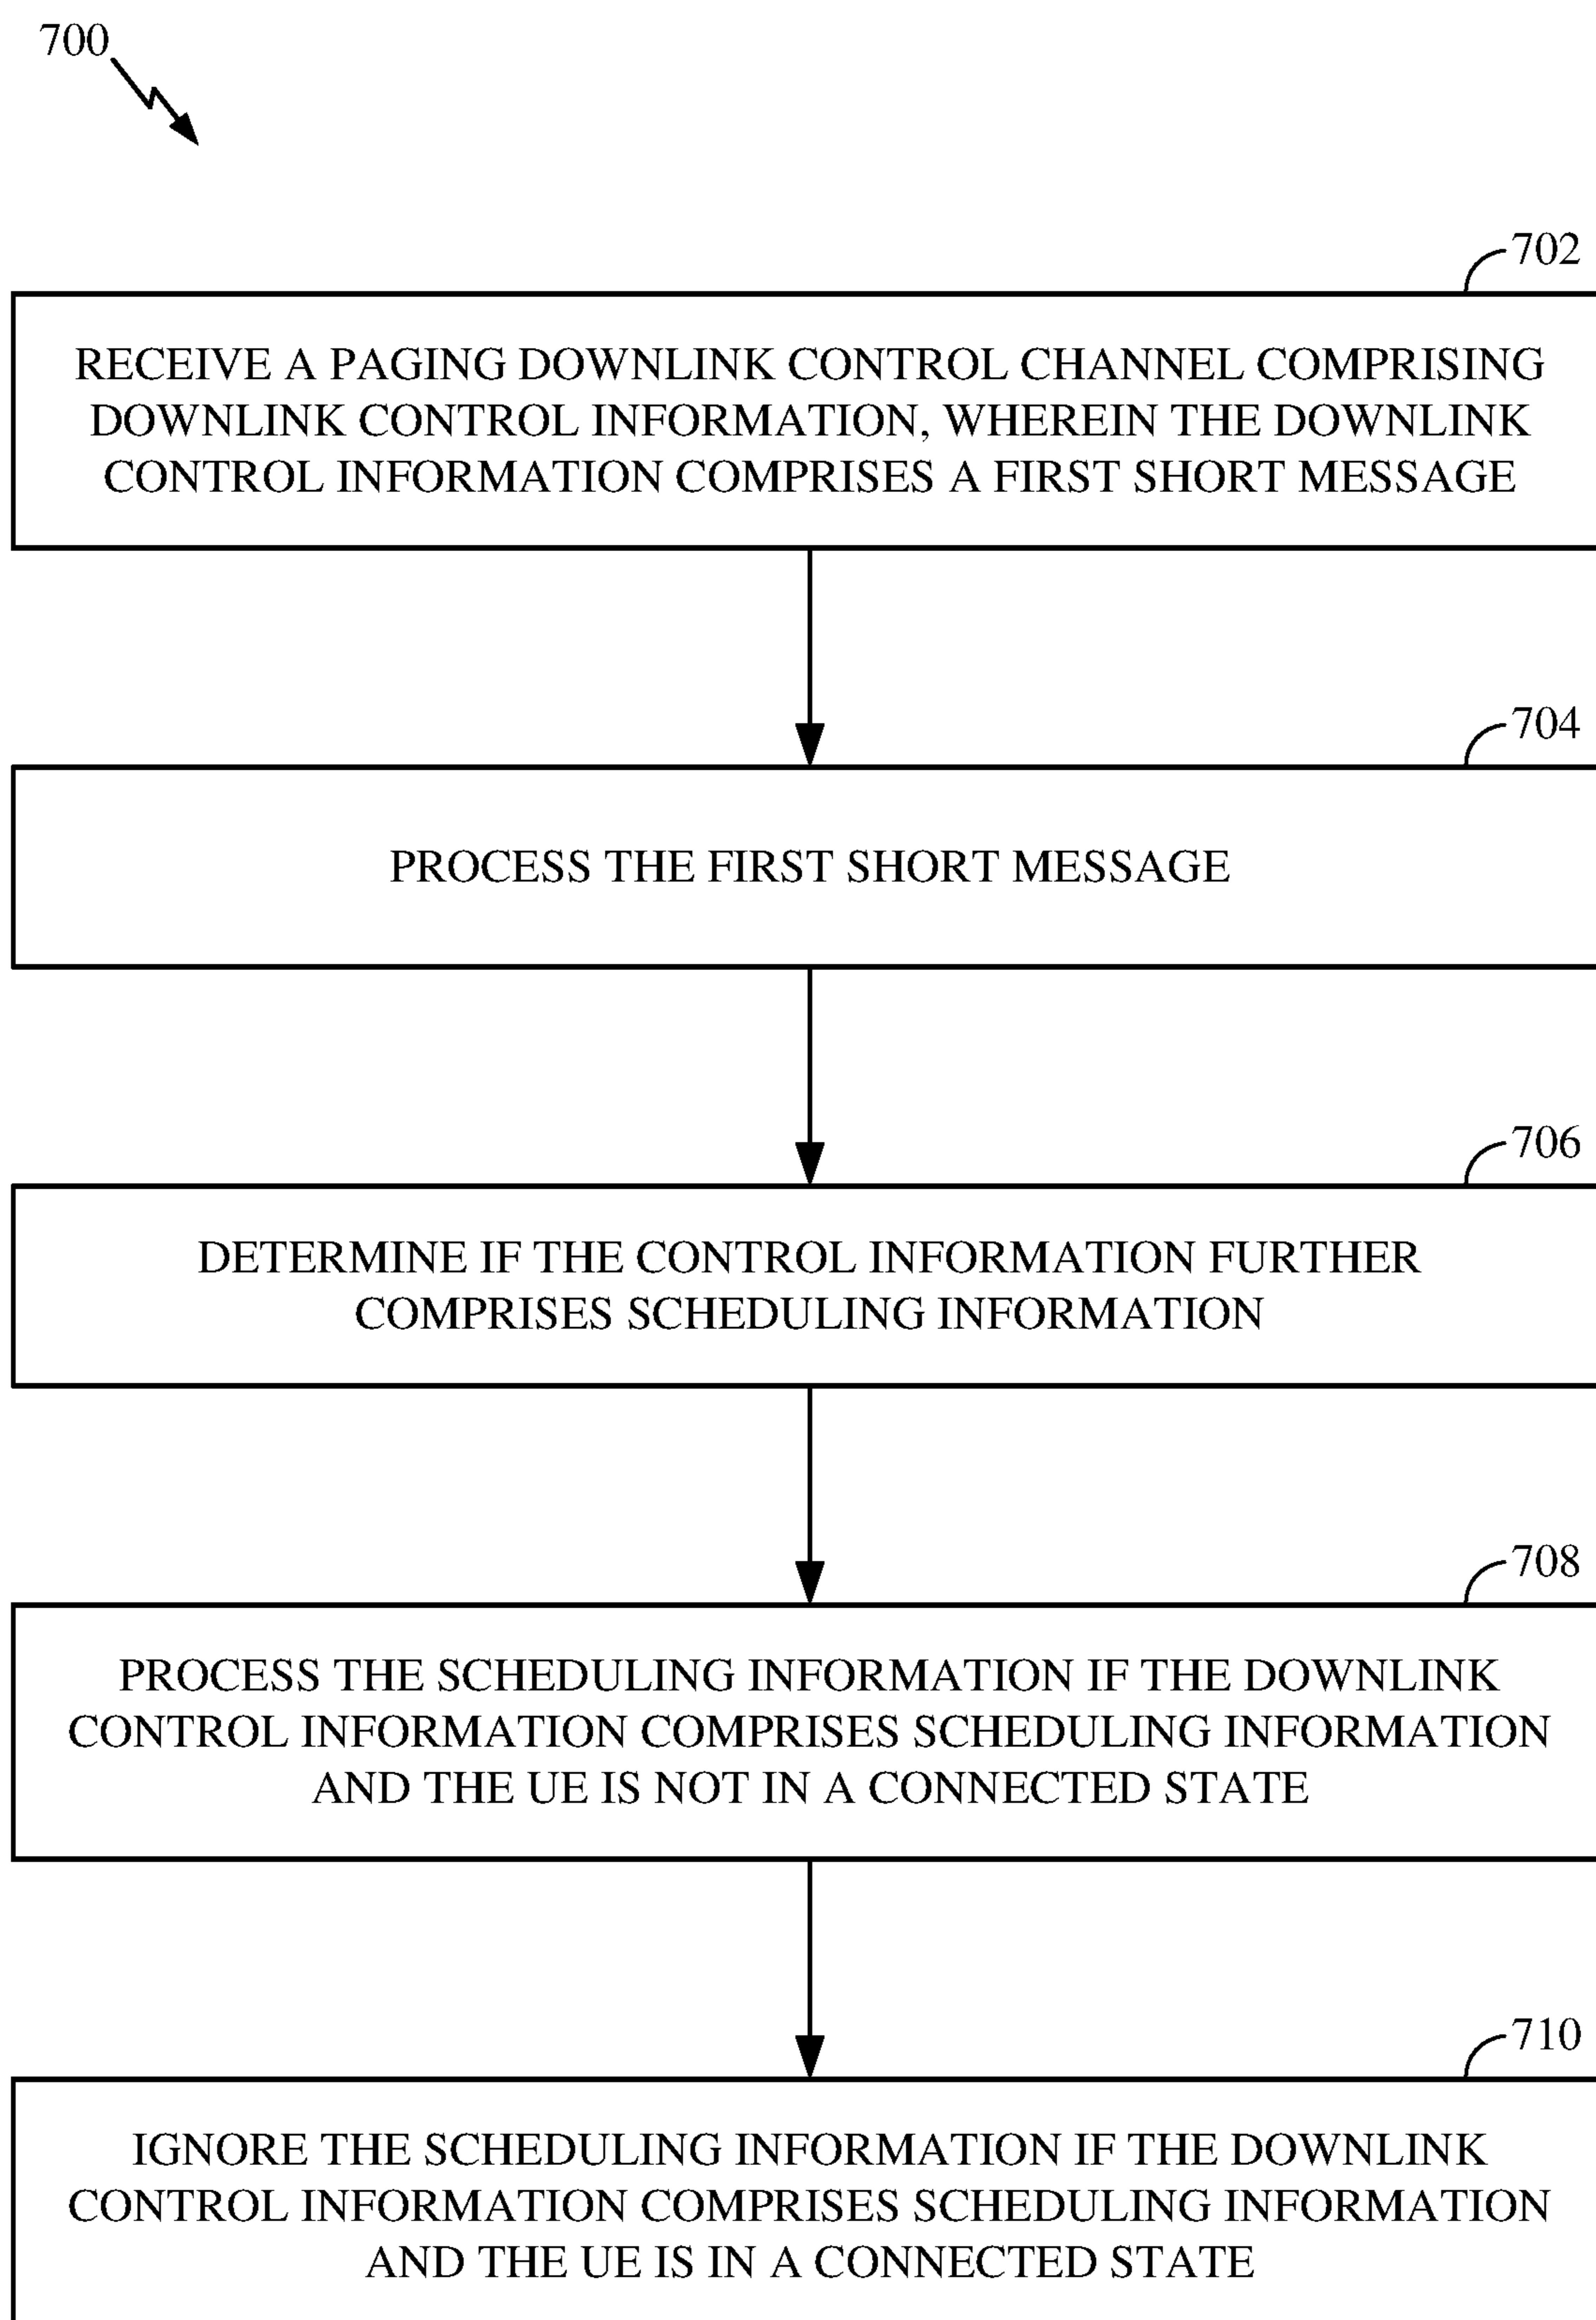 700
702
RECEIVE A PAGING DOWNLINK CONTROL CHANNEL COMPRISING
DOWNLINK CONTROL INFORMATION, WHEREIN THE DOWNLINK
CONTROL INFORMATION COMPRISES A FIRST SHORT MESSAGE
704
PROCESS THE FIRST SHORT MESSAGE
706
DETERMINE IF THE CONTROL INFORMATION FURTHER
COMPRISES SCHEDULING INFORMATION
708
PROCESS THE SCHEDULING INFORMATION IF THE DOWNLINK
CONTROL INFORMATION COMPRISES SCHEDULING INFORMATION
AND THE UE IS NOT IN A CONNECTED STATE
710
IGNORE THE SCHEDULING INFORMATION IF THE DOWNLINK
CONTROL INFORMATION COMPRISES SCHEDULING INFORMATION
AND THE UE IS IN A CONNECTED STATE